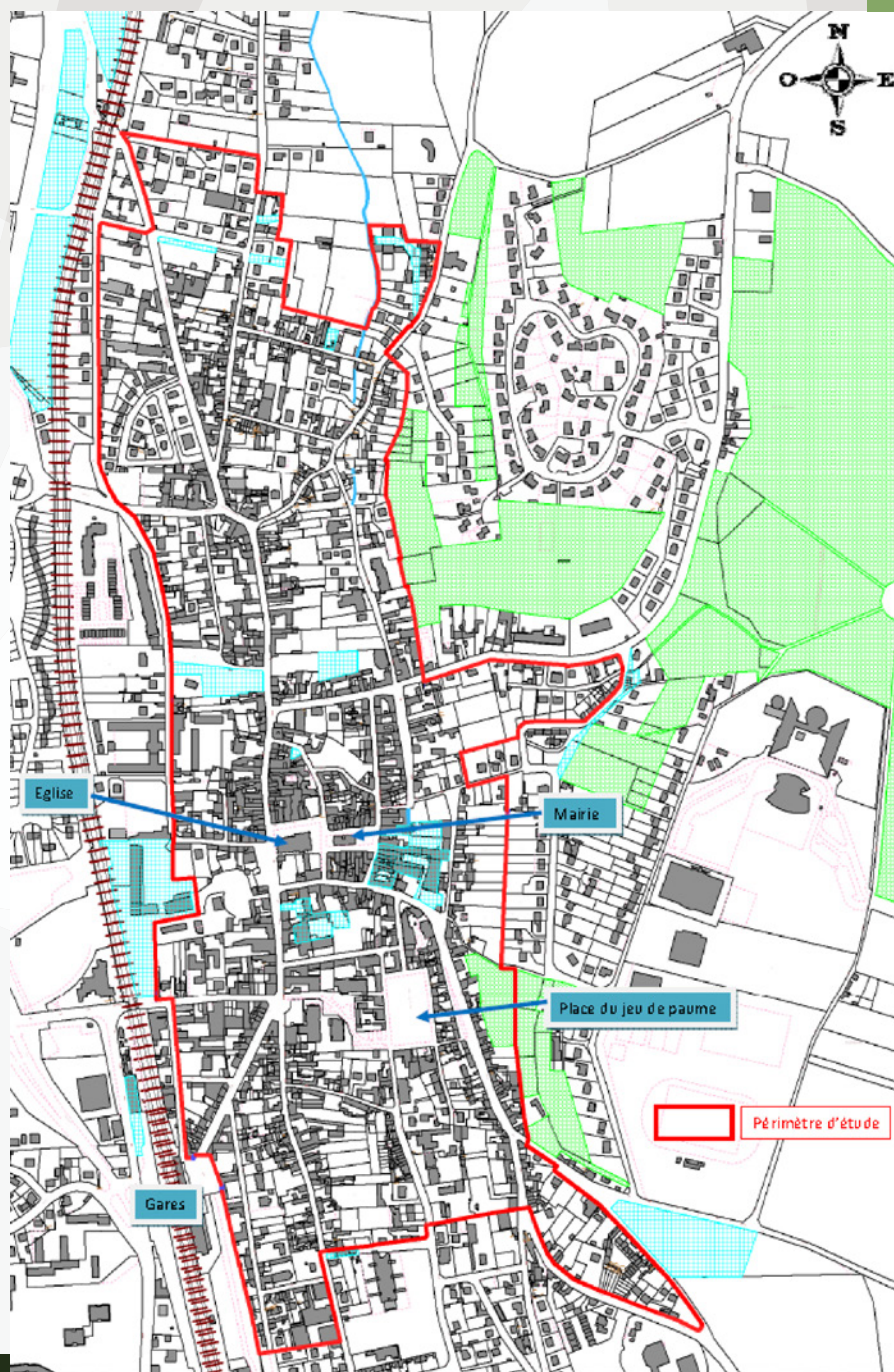 N
O E
S
Eglise
Mairie
Place du jeu de paume
Périmètre d'étude
Gares